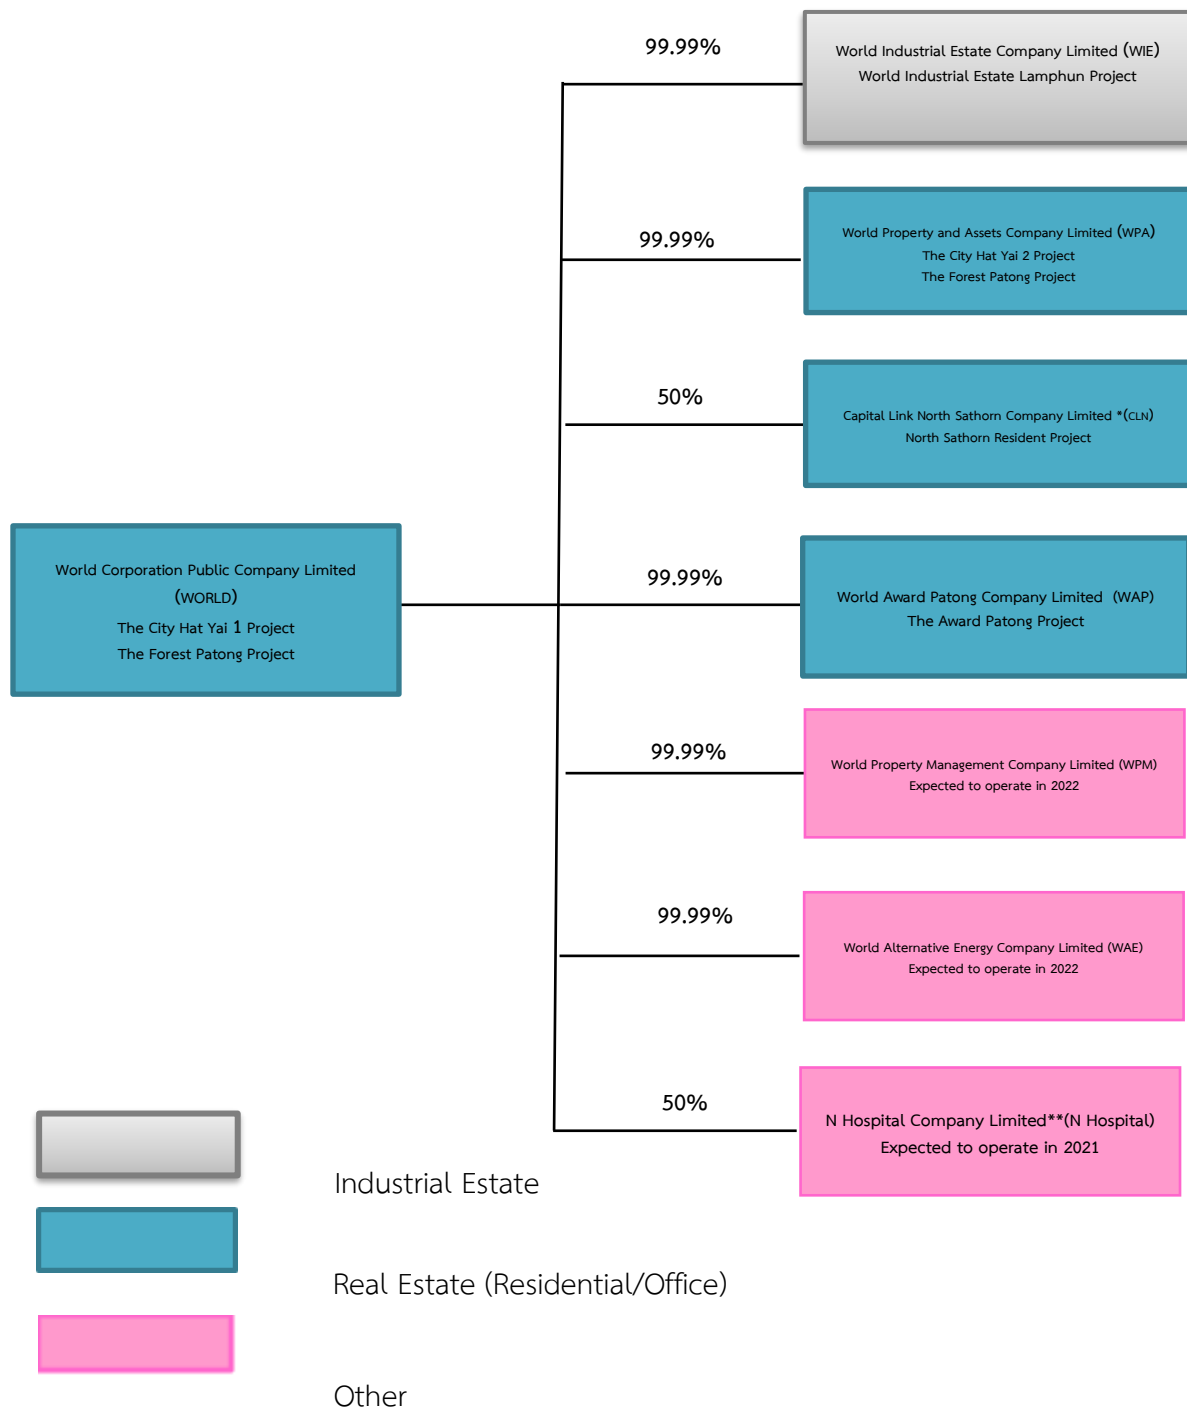 99.99%
World Industrial Estate Company Limited (WIE)
World Industrial Estate Lamphun Project
99.99%
World Property and Assets Company Limited (WPA)
The City Hat Yai 2 Project
The Forest Patong Project
50%
Capital Link North Sathorn Company Limited *(CLN)
North Sathorn Resident Project
World Corporation Public Company Limited
(WORLD)
The City Hat Yai 1 Project
The Forest Patong Project
99.99%
World Award Patong Company Limited (WAP)
The Award Patong Project
99.99%
World Property Management Company Limited (WPM)
Expected to operate in 2022
99.99%
World Alternative Energy Company Limited (WAE)
Expected to operate in 2022
50%
N Hospital Company Limited**(N Hospital)
Expected to operate in 2021
Industrial Estate
Real Estate (Residential/Office)
Other